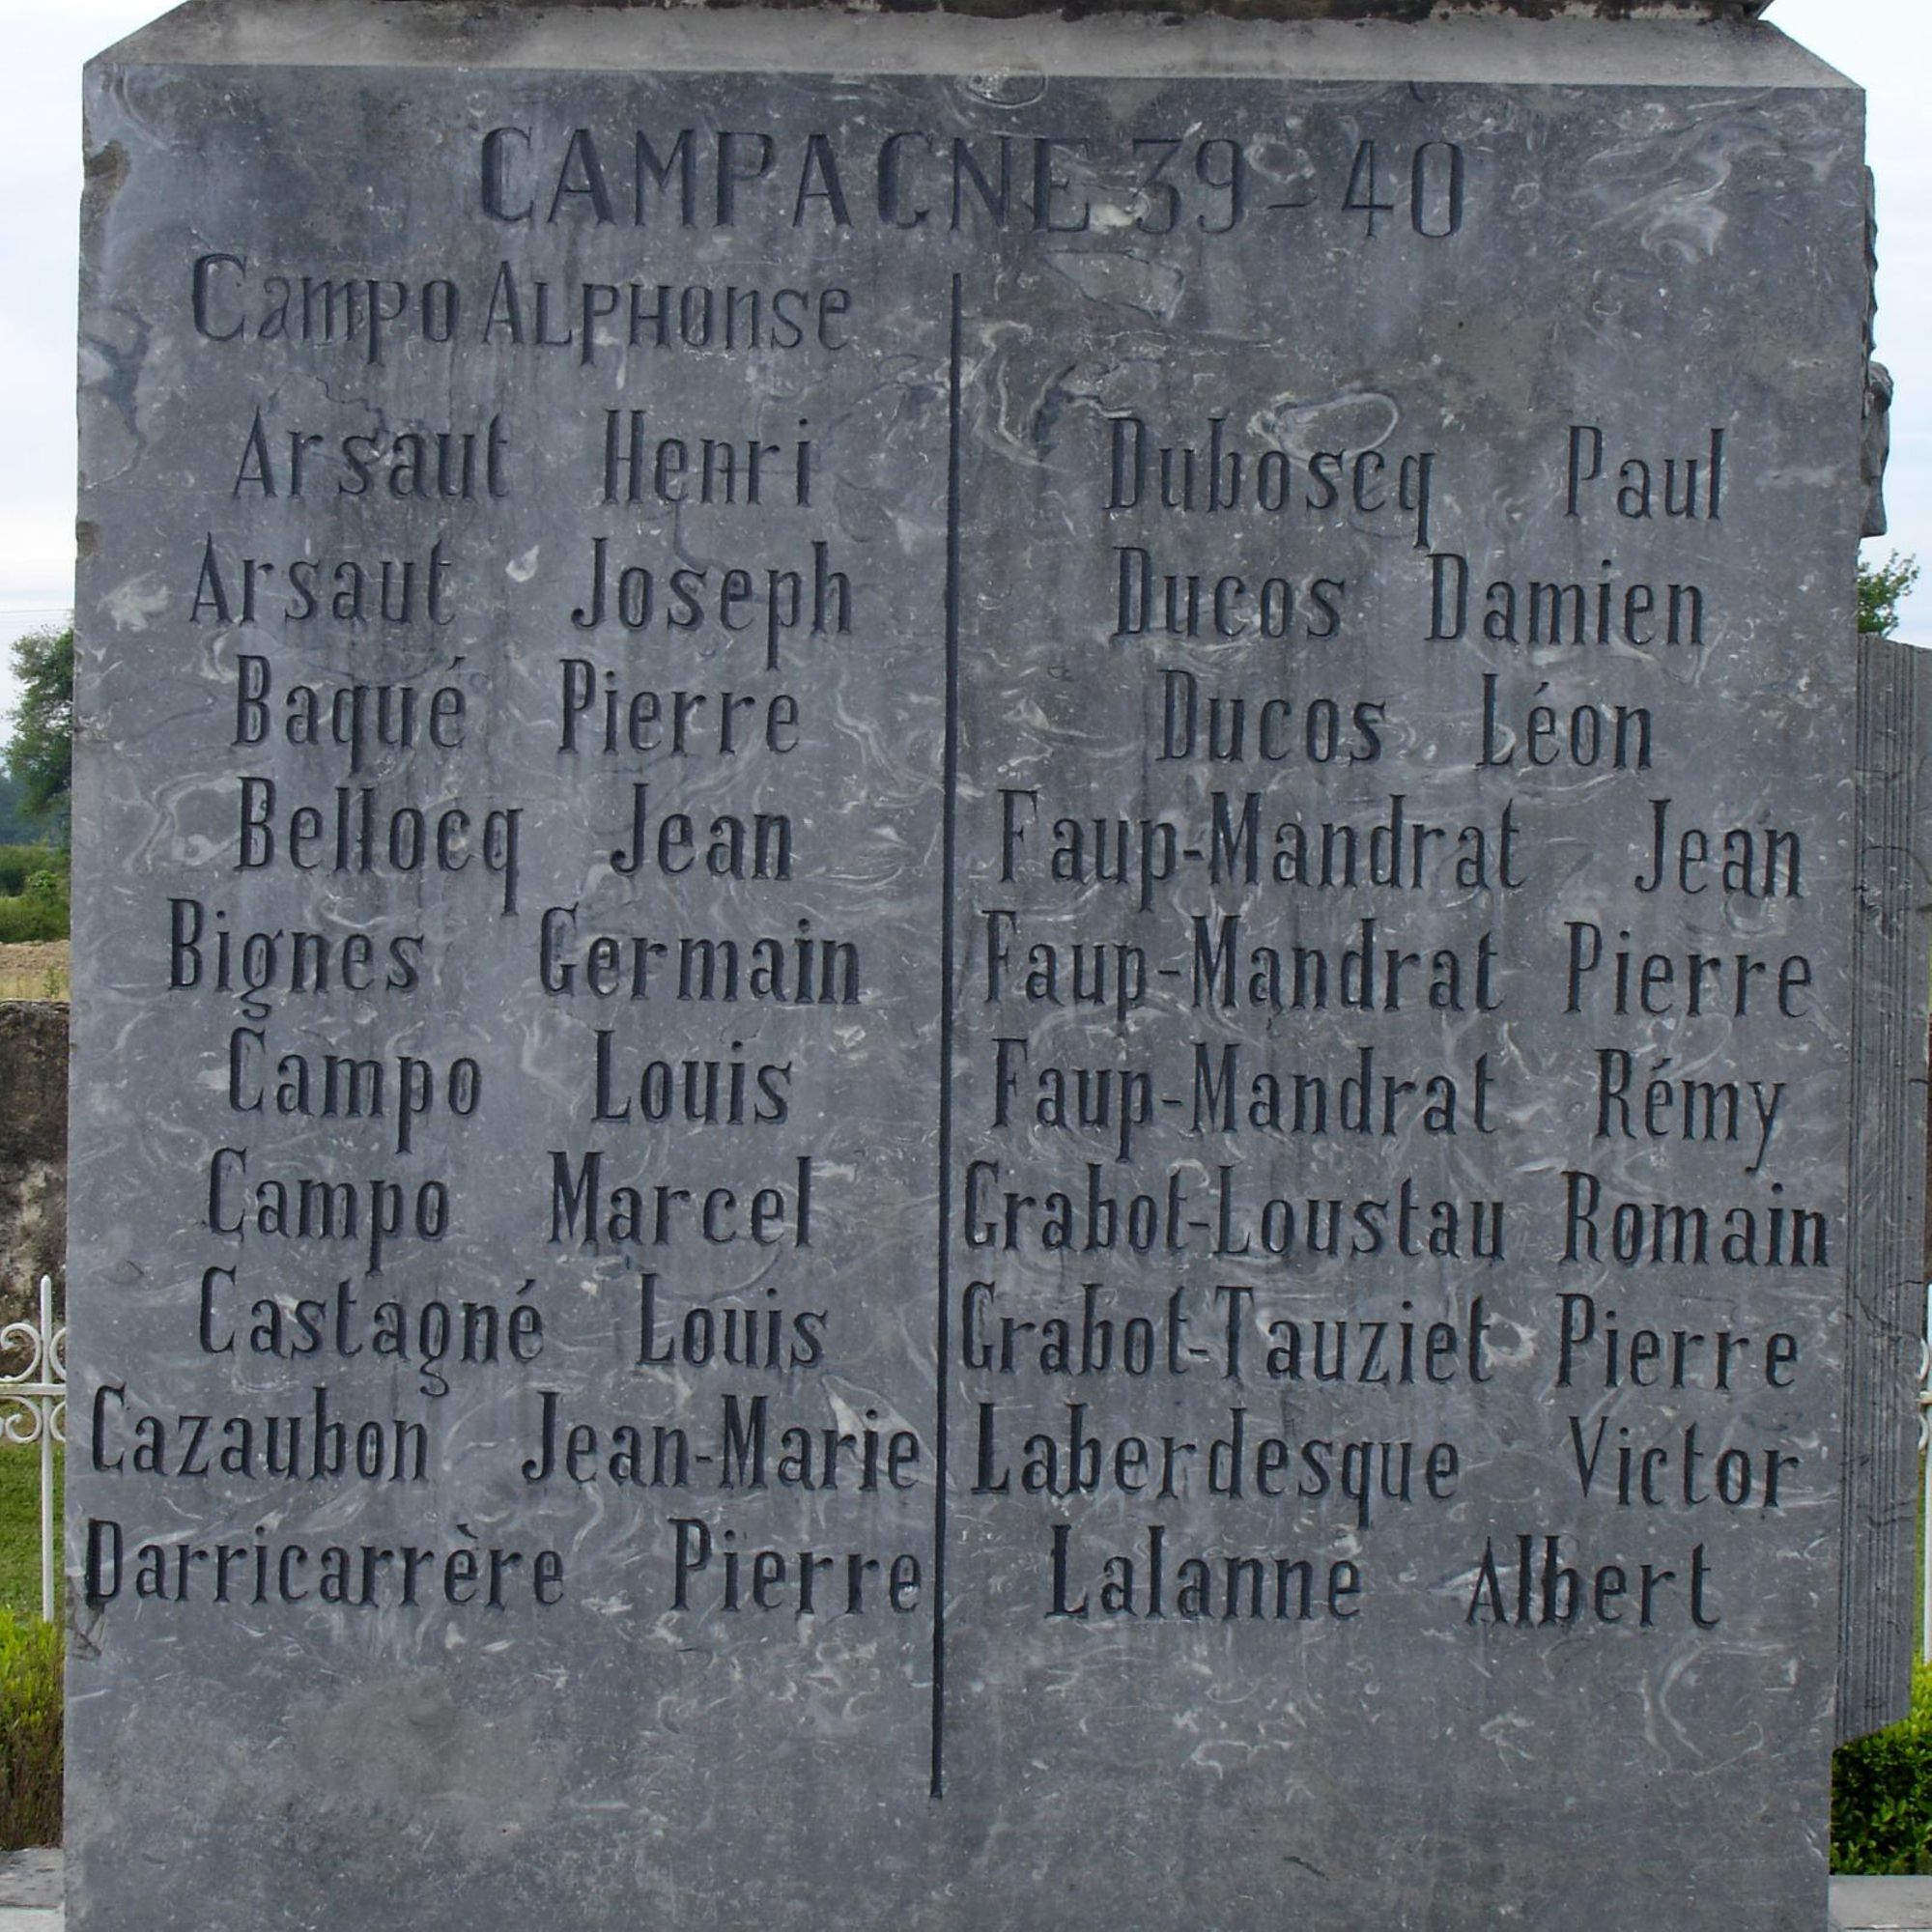 CAMPAGNE 39-40
Campo ALPHonse
Arsaut Henri
Arsaut Joseph
Baqué Pierre
Bellocq Jean
Bignes Germain
Campo Louis
Campo Marcel
Castagné Louis
Cazaubon Jean-Marie
Darricarrère Pierre
Duboscq Paul
Ducos Damien
Ducos Léon
Faup-Mandrat Jean
Faup-Mandrat Pierre
Faup-Mandrat Rémy
Grabot-Loustau Romain
Grabot-Tauziet Pierre
Laberdesque Victor
Lalanne Albert